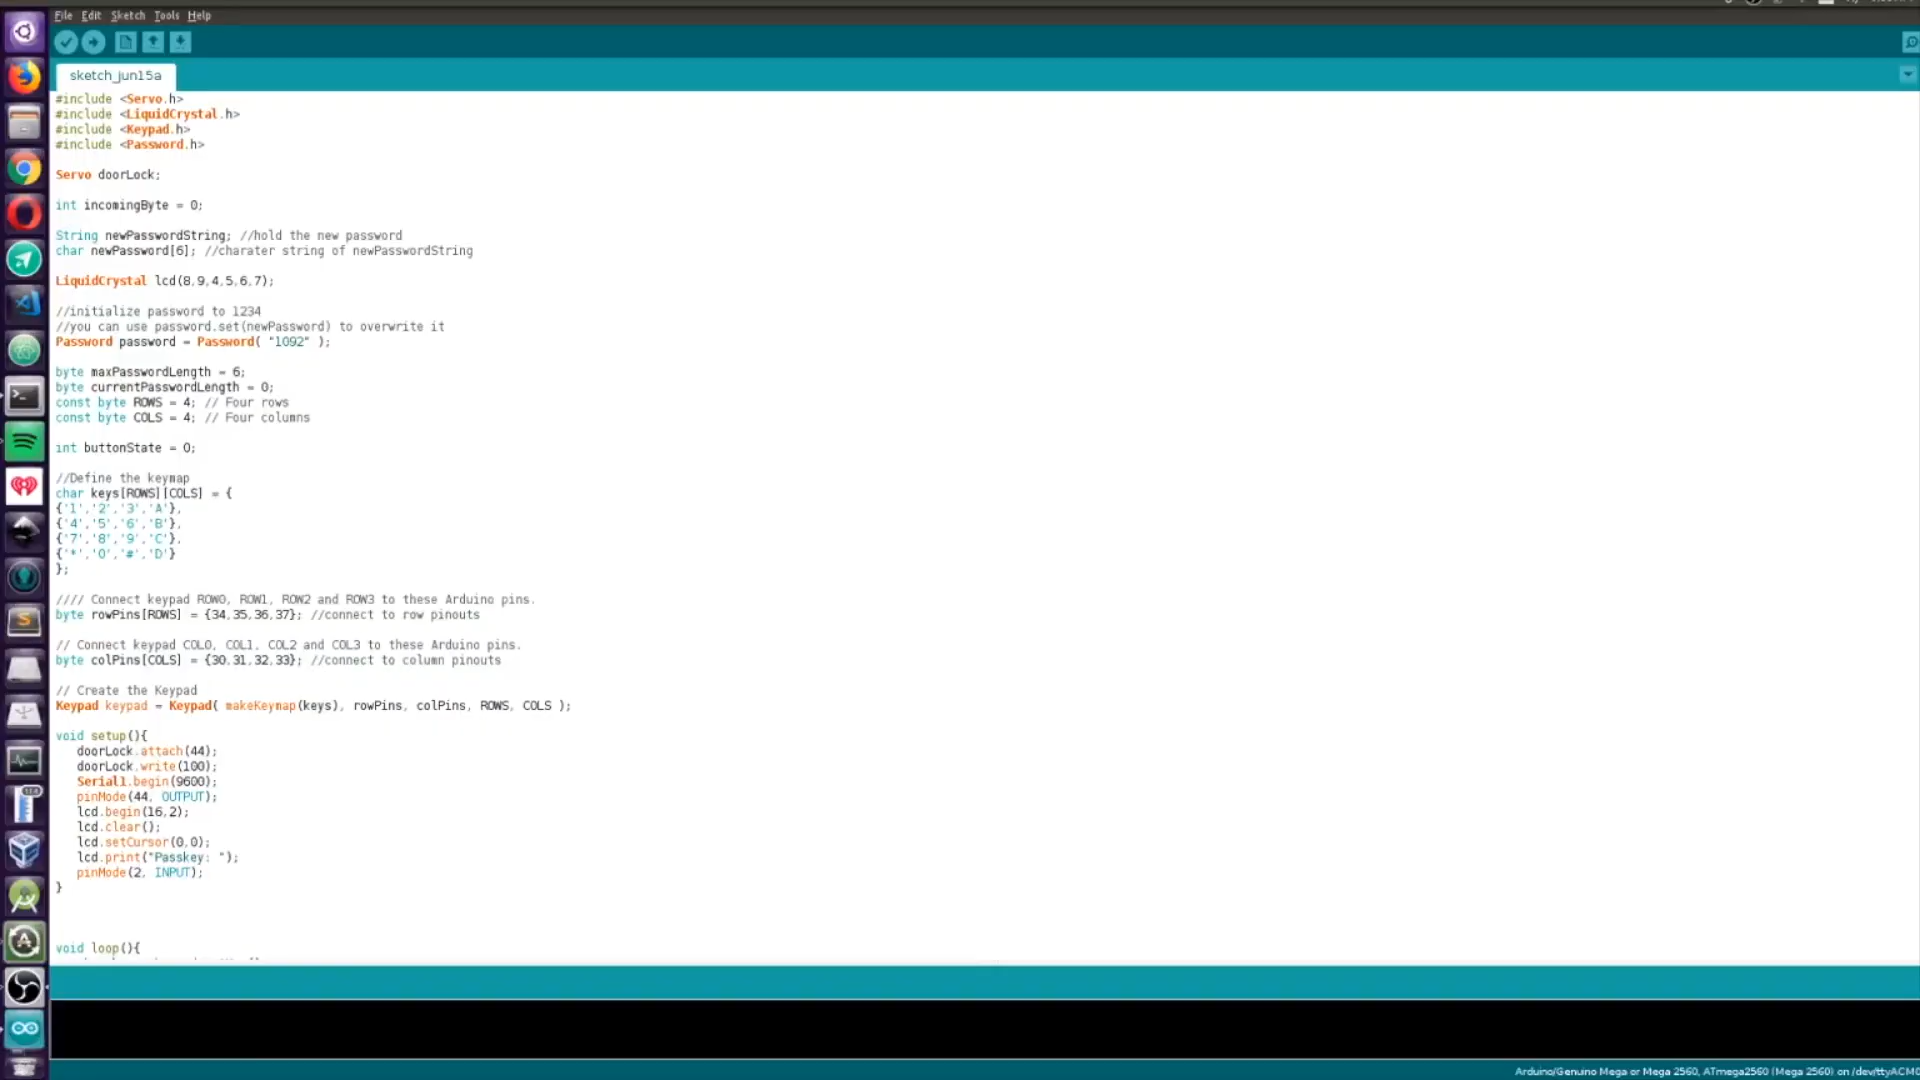 File Edit Sketch Tools Help
sketch_jun15a
#include <Servo.h>
#include <LiquidCrystal.h>
#include <Keypad.h>
#include <Password.h>
Servo doorLock;
int incomingByte = 0;
String newPasswordString; //hold the new password
char newPassword[6]; //charater string of newPasswordString
LiquidCrystal lcd(8,9,4,5,6,7);
//initialize password to 1234
//you can use password.set(newPassword) to overwrite it
Password password = Password( "1092" );
byte maxPasswordLength = 6;
byte currentPasswordLength = 0;
const byte ROWS = 4; // Four rows
const byte COLS = 4; // Four columns
int buttonState = 0;
//Define the keymap
char keys[ROWS][COLS] = {
{'1','2','3','A'},
{'4','5','6','B'},
{'7','8','9','C'},
{'*','0','#','D'}
};
//// Connect keypad ROW0, ROW1, ROW2 and ROW3 to these Arduino pins.
byte rowPins[ROWS] = {34,35,36,37}; //connect to row pinouts
// Connect keypad COL0, COL1, COL2 and COL3 to these Arduino pins.
byte colPins[COLS] = {30,31,32,33}; //connect to column pinouts
// Create the Keypad
Keypad keypad = Keypad( makeKeymap(keys), rowPins, colPins, ROWS, COLS );
void setup(){
doorLock.attach(44);
doorLock.write(100);
Serial1.begin(9600);
pinMode(44, OUTPUT);
lcd.begin(16,2);
lcd.clear();
lcd.setCursor(0,0);
lcd.print("Passkey: ");
pinMode(2, INPUT);
}
void loop(){
Arduino/Genuino Mega or Mega 2560, ATmega2560 (Mega 2560) on /dev/ttyACM0